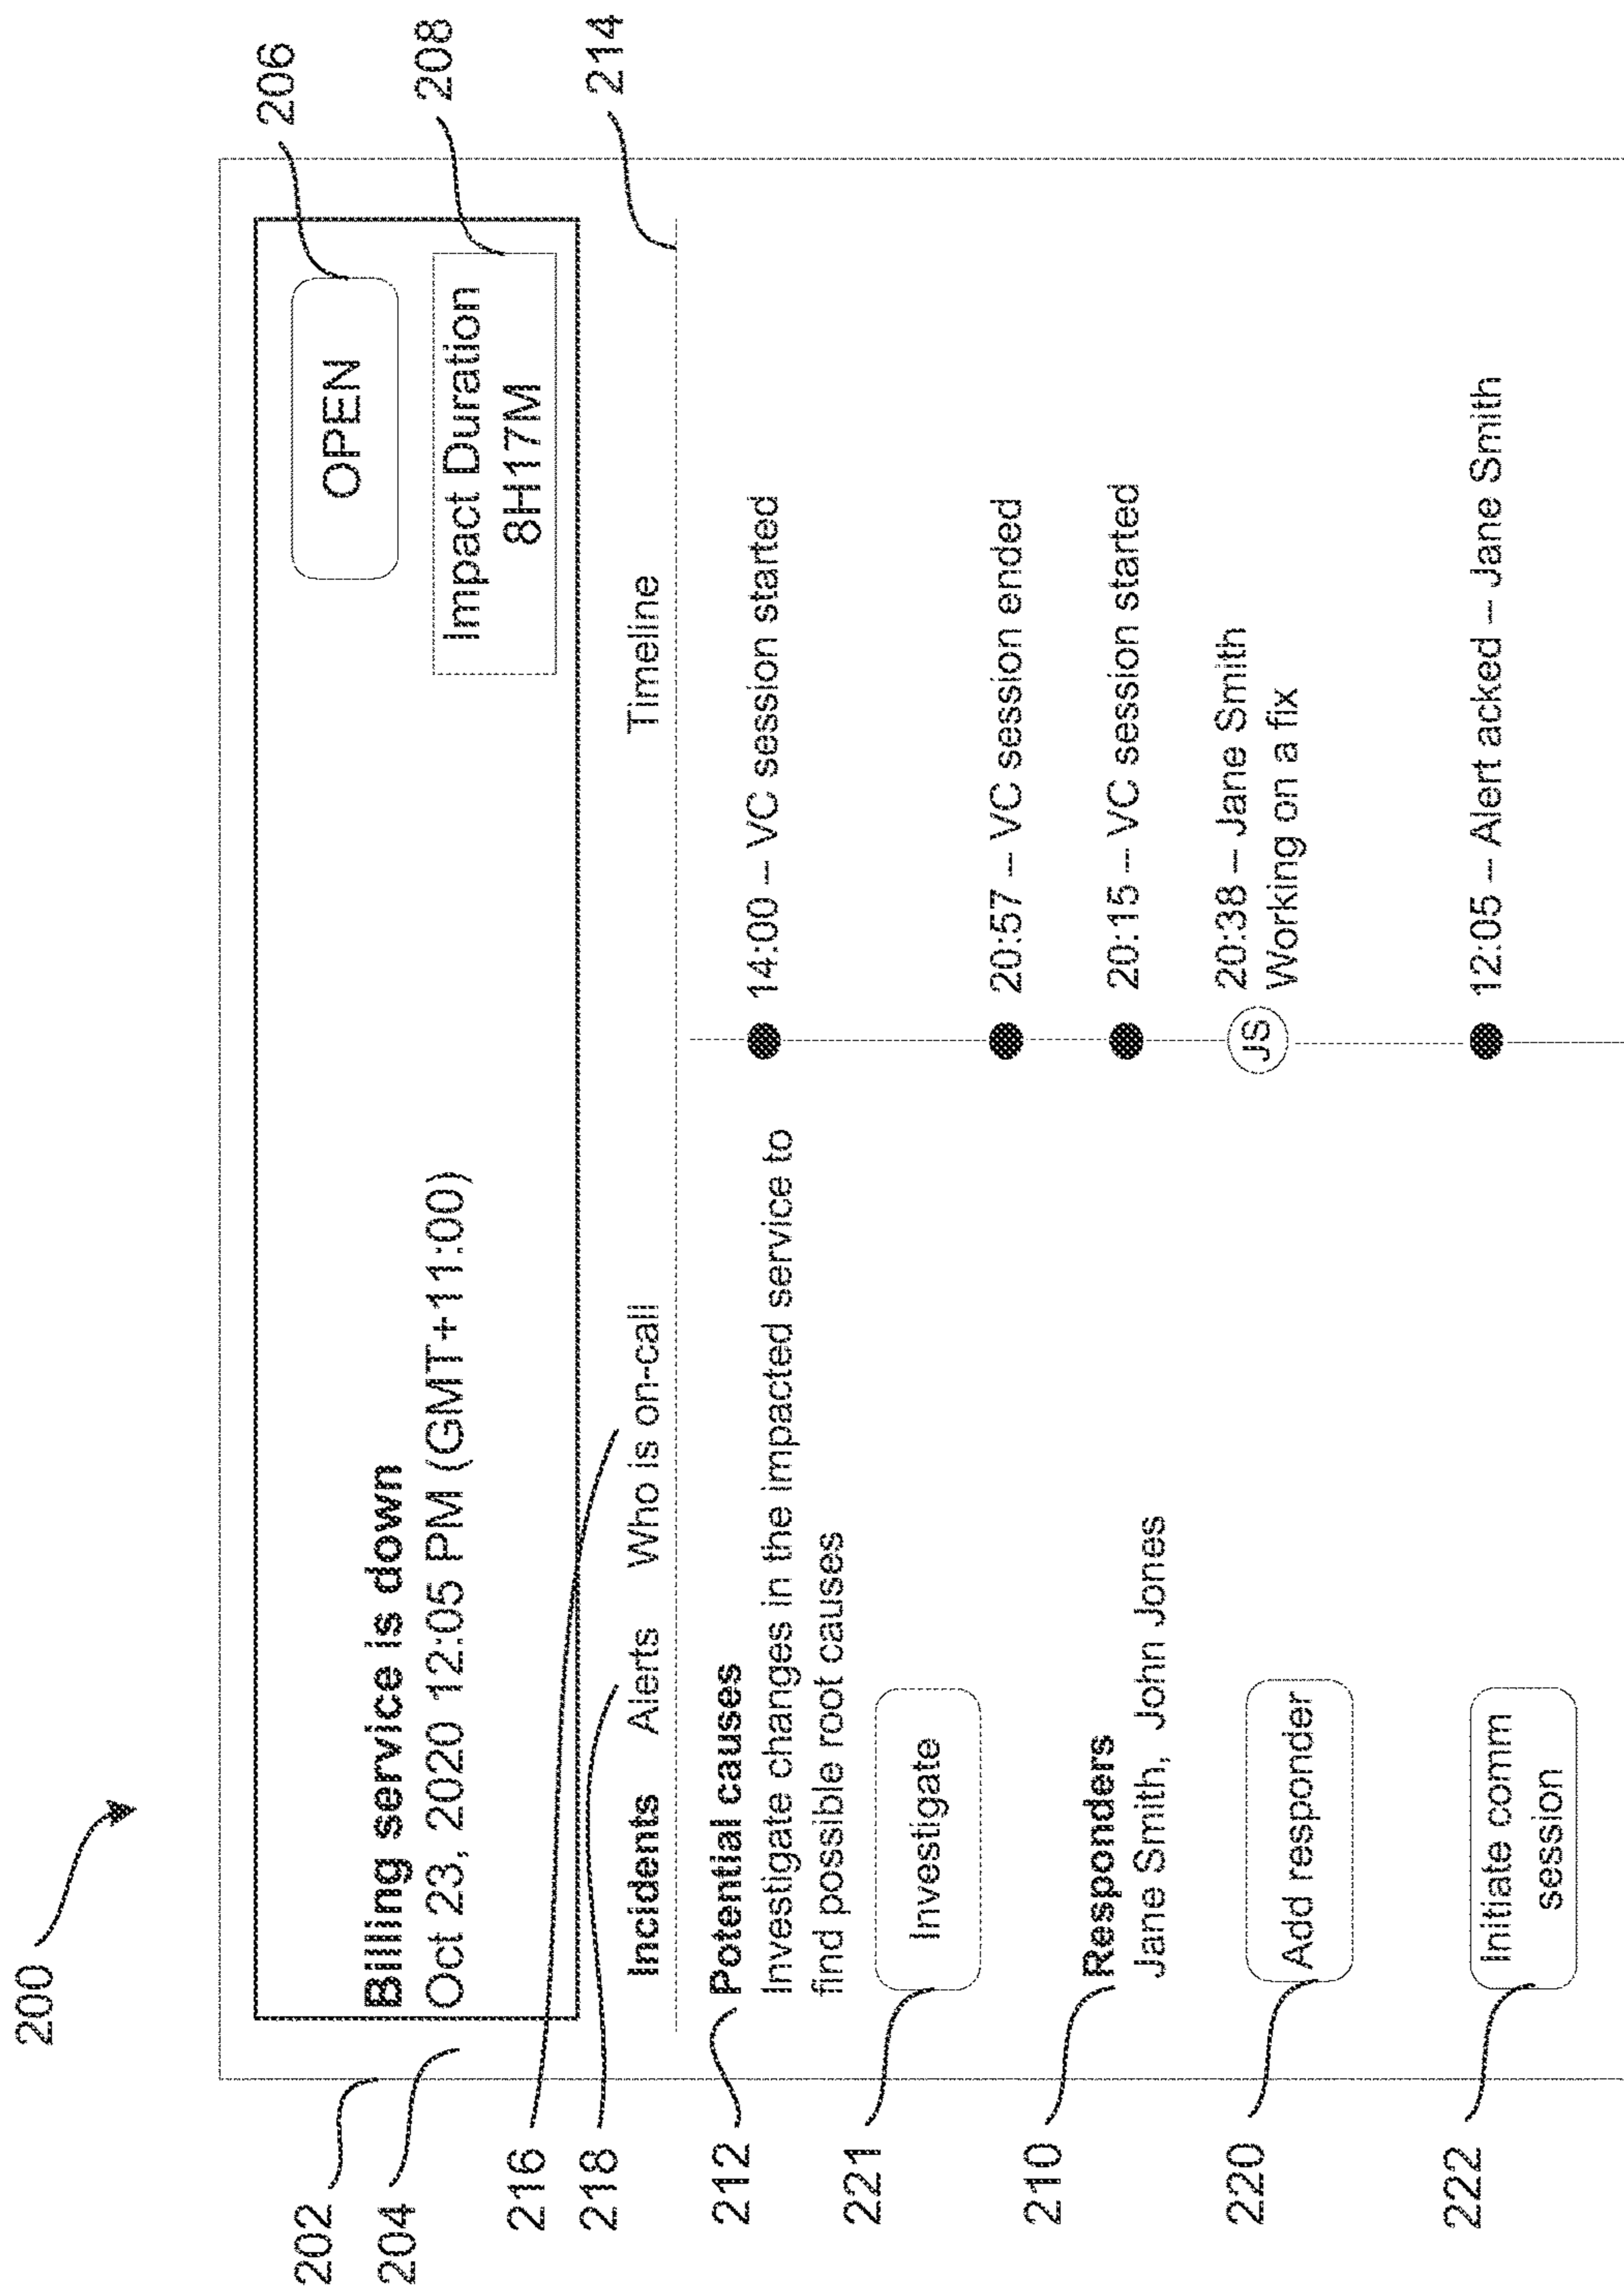 200
202
204
206
208
Billing service is down
Oct 23, 2020 12:05 PM (GMT+11:00)
OPEN
Impact Duration
8H17M
216
218
214
Incidents Alerts Who is on-call
Timeline
212
Potential causes
Investigate changes in the impacted service to
find possible root causes
221
Investigate
210
Responders
Jane Smith, John Jones
220
Add responder
222
Initiate comm
session
14:00 – VC session started
20:57 – VC session ended
20:15 – VC session started
JS
20:38 – Jane Smith
Working on a fix
12:05 – Alert acked – Jane Smith